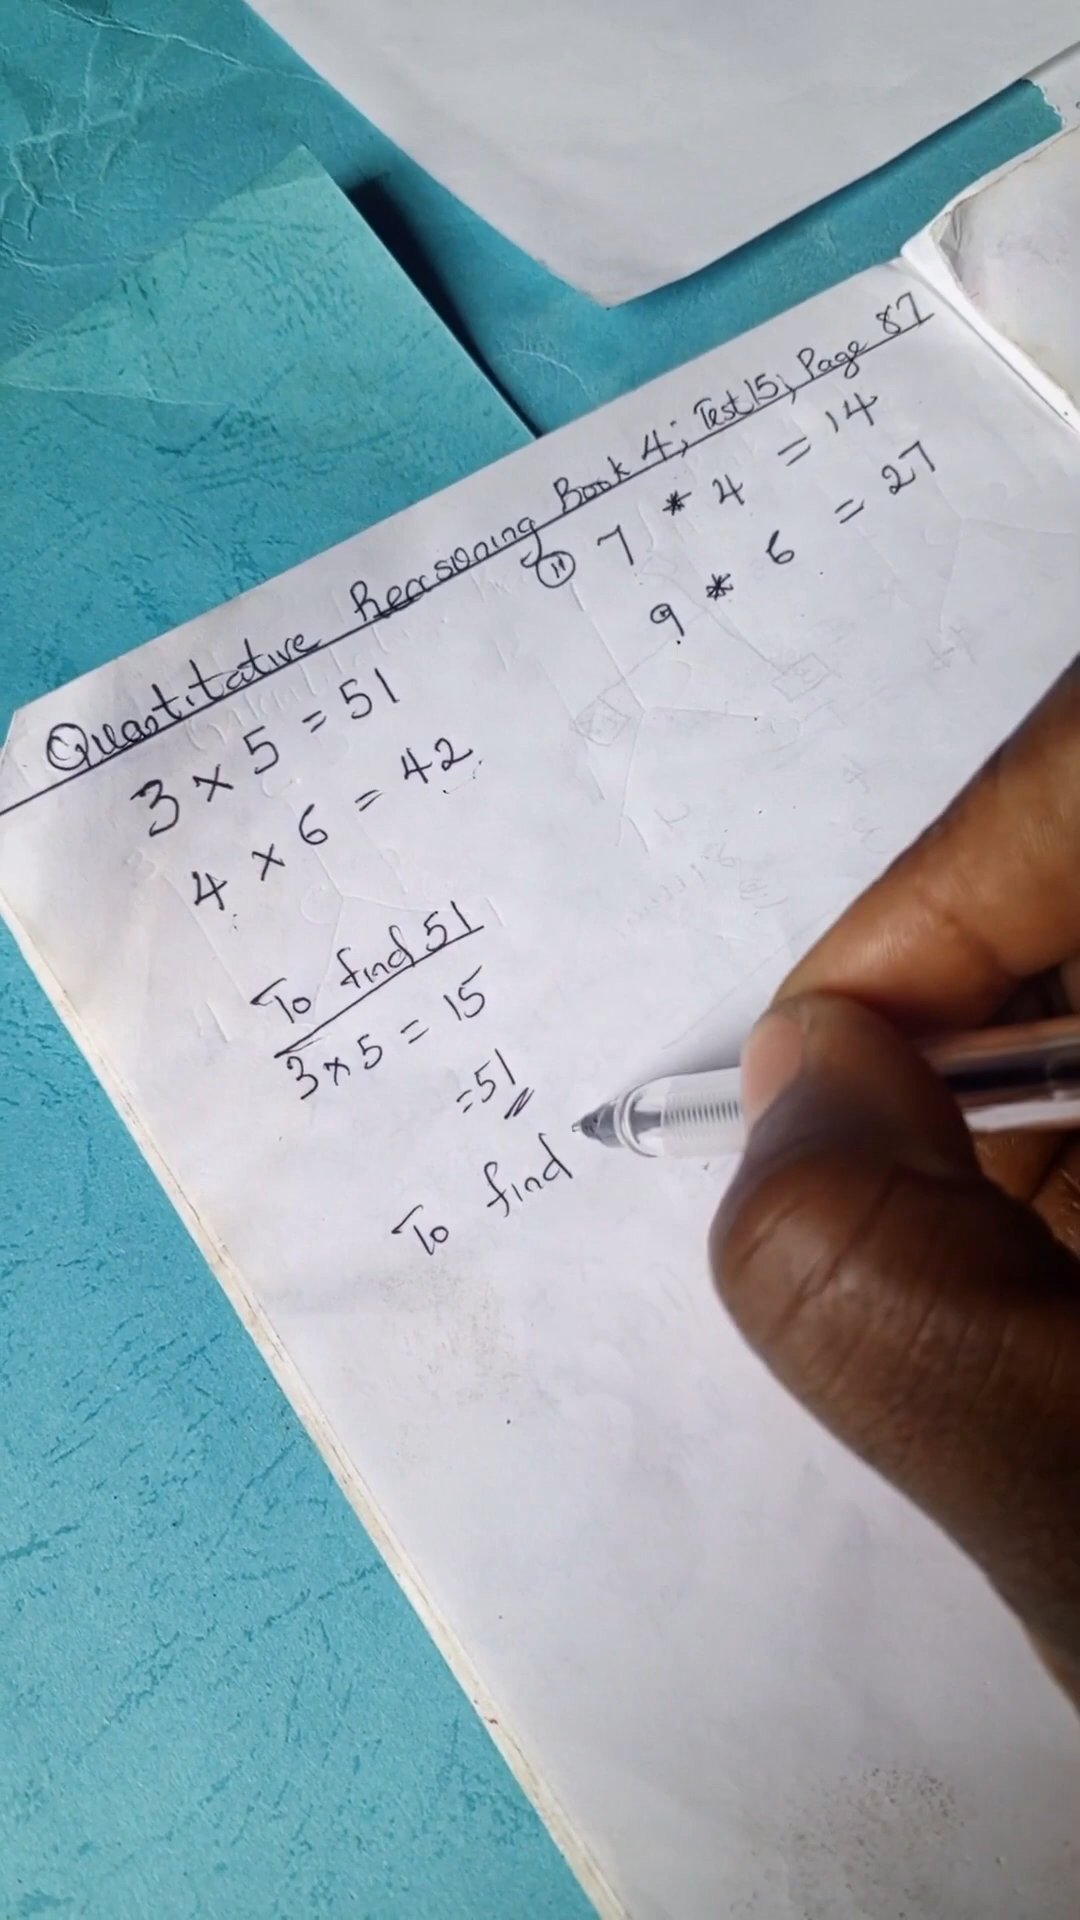 Quantitative Reasoning Book 4; Test 15; Page 87
3 × 5 = 51
4 × 6 = 42
11 7 * 4 = 14
9 * 6 = 27
To find 51
3 × 5 = 15
= 51
To find